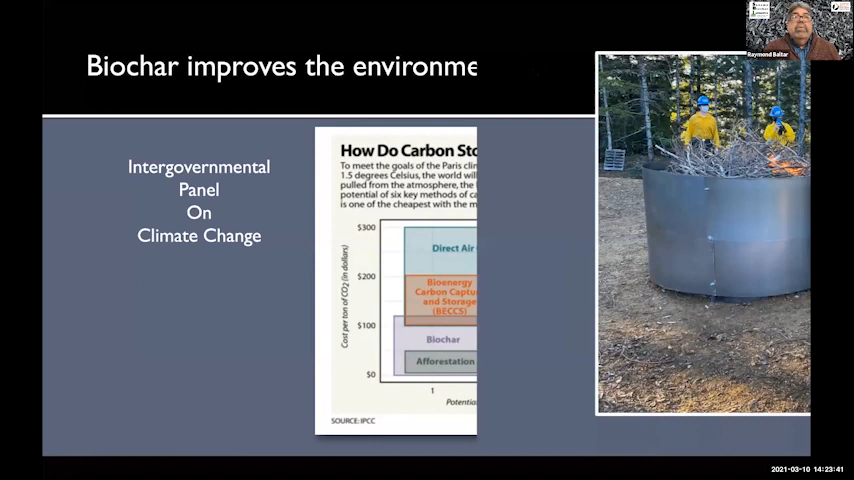 Biochar improves the environme
Intergovernmental
Panel
On
Climate Change
How Do Carbon Sto
To meet the goals of the Paris clin
1.5 degrees Celsius, the world will
pulled from the atmosphere, the
potential of six key methods of ca
is one of the cheapest with the m
Cost per ton of CO2 (in dollars)
$300
$200
$100
$0
Direct Air
Bioenergy
Carbon Captu
and Storage
(BECCS)
Biochar
Afforestation
1
Potentia
SOURCE: IPCC
Raymond Baltar
2021-03-10 14:23:41